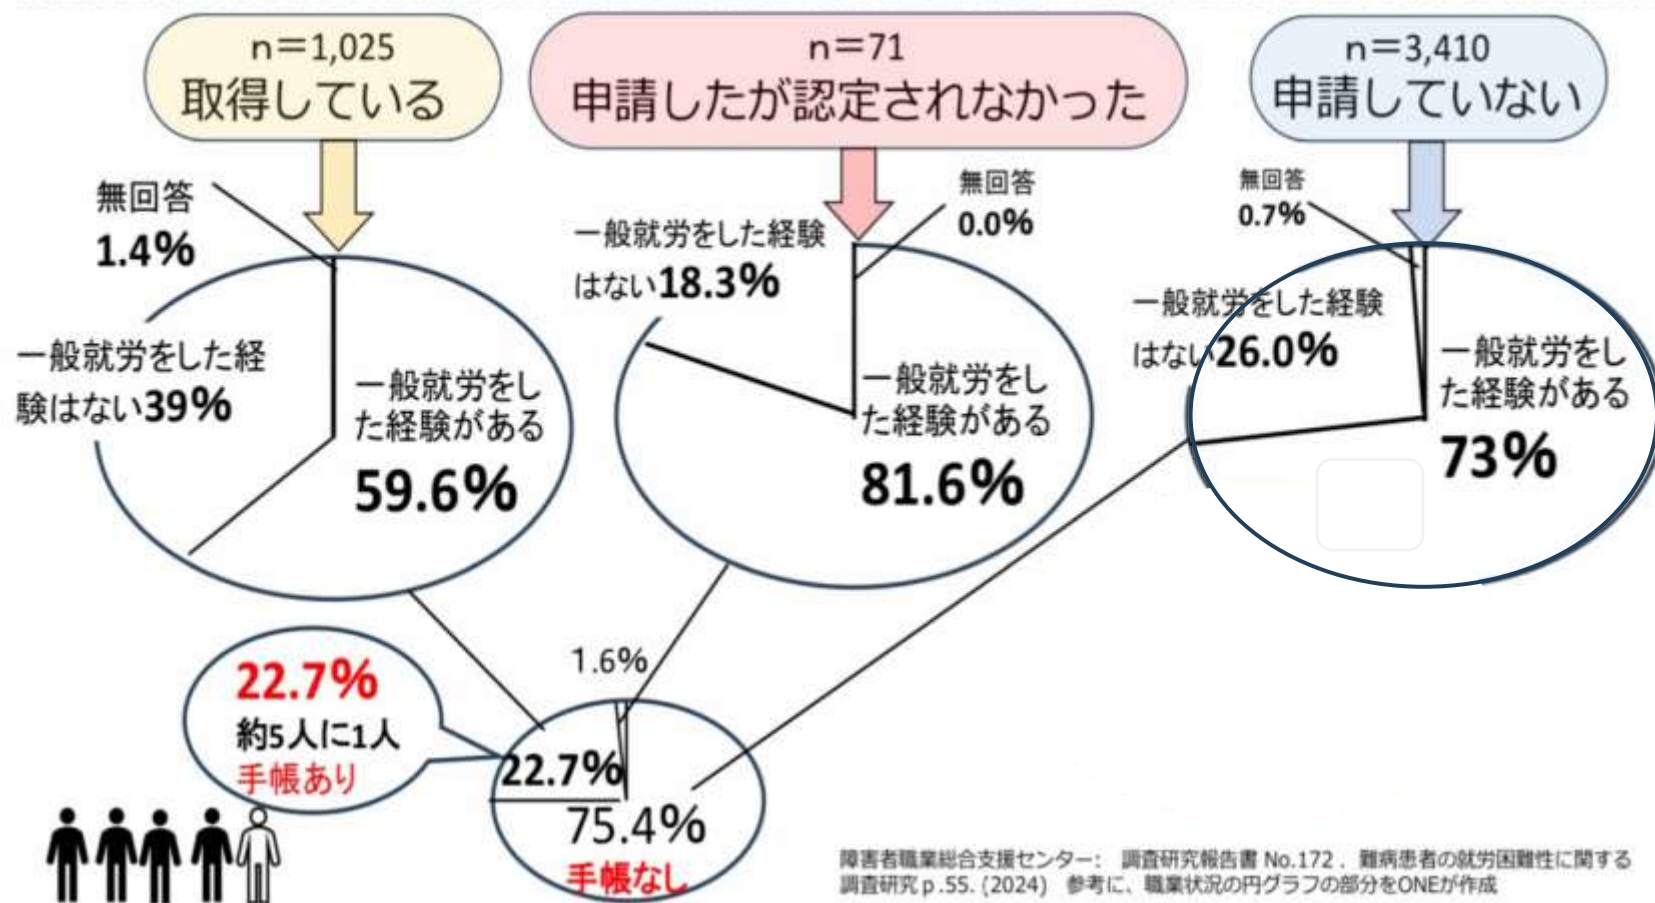 n＝1,025
取得している
n＝71
申請したが認定されなかった
n＝3,410
申請していない
無回答
1.4%
一般就労をした経
験はない39%
一般就労をし
た経験がある
59.6%
一般就労をした経験
はない18.3%
無回答
0.0%
一般就労をし
た経験がある
81.6%
無回答
0.7%
一般就労をした経験
はない26.0%
一般就労をし
た経験がある
73%
22.7%
約5人に1人
手帳あり
1.6%
22.7%
75.4%
手帳なし
障害者職業総合支援センター： 調査研究報告書 No.172 . 難病患者の就労困難性に関する
調査研究ｐ.55. (2024) 参考に、職業状況の円グラフの部分をONEが作成